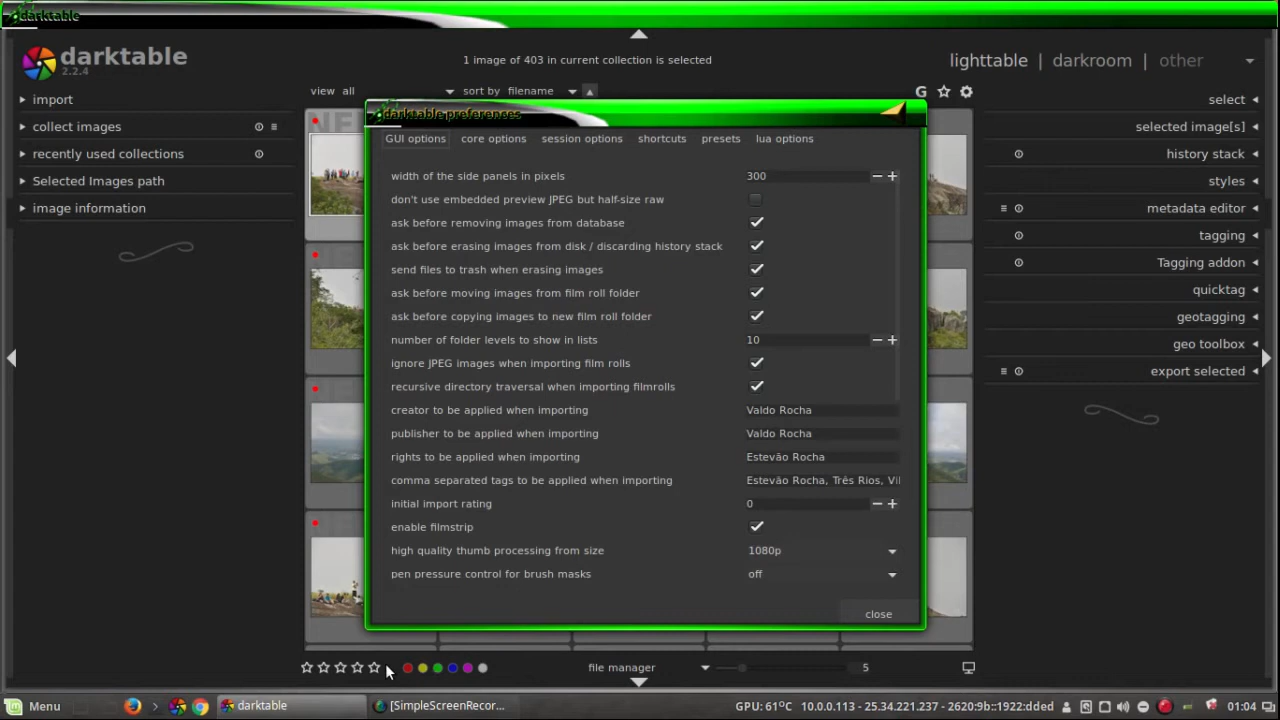 darktable
darktable
2.2.4
1 image of 403 in current collection is selected
lighttable | darkroom | other
view all sort by filename
G
import
collect images
recently used collections
Selected Images path
image information
darktable preferences
GUI options core options session options shortcuts presets lua options
width of the side panels in pixels 300
don't use embedded preview JPEG but half-size raw
ask before removing images from database
ask before erasing images from disk / discarding history stack
send files to trash when erasing images
ask before moving images from film roll folder
ask before copying images to new film roll folder
number of folder levels to show in lists 10
ignore JPEG images when importing film rolls
recursive directory traversal when importing filmrolls
creator to be applied when importing Valdo Rocha
publisher to be applied when importing Valdo Rocha
rights to be applied when importing Estevão Rocha
comma separated tags to be applied when importing Estevão Rocha, Três Rios, VI
initial import rating 0
enable filmstrip
high quality thumb processing from size 1080p
pen pressure control for brush masks off
close
select
selected image[s]
history stack
styles
metadata editor
tagging
Tagging addon
quicktag
geotagging
geo toolbox
export selected
file manager 5
Menu darktable [SimpleScreenRecor... GPU: 61°C 10.0.0.113 - 25.34.221.237 - 2620:9b::1922:dded 01:04